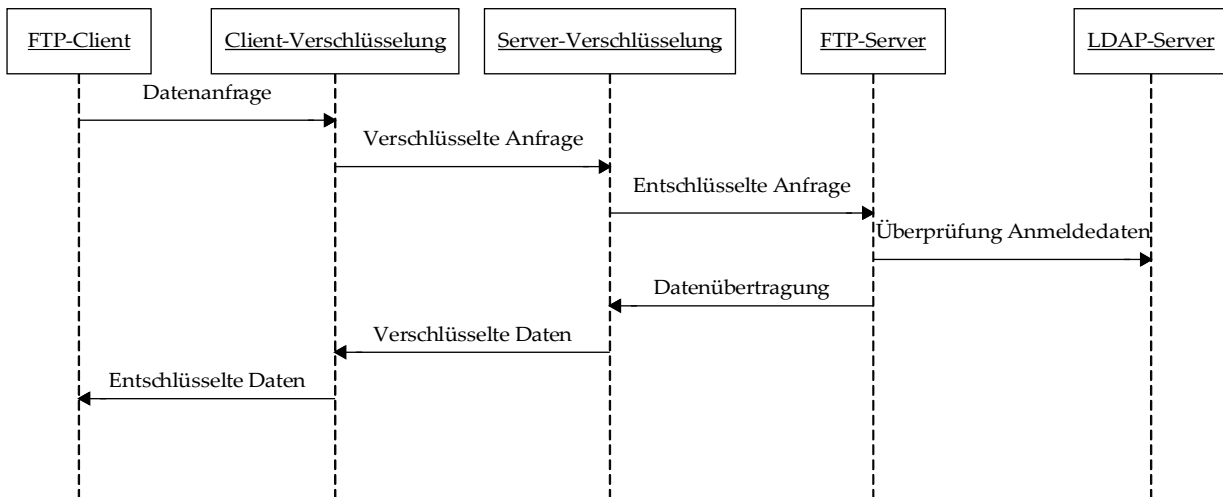 FTP-Client
Client-Verschlüsselung
Server-Verschlüsselung
FTP-Server
LDAP-Server
Datenanfrage
Verschlüsselte Anfrage
Entschlüsselte Anfrage
Überprüfung Anmeldedaten
Datenübertragung
Verschlüsselte Daten
Entschlüsselte Daten